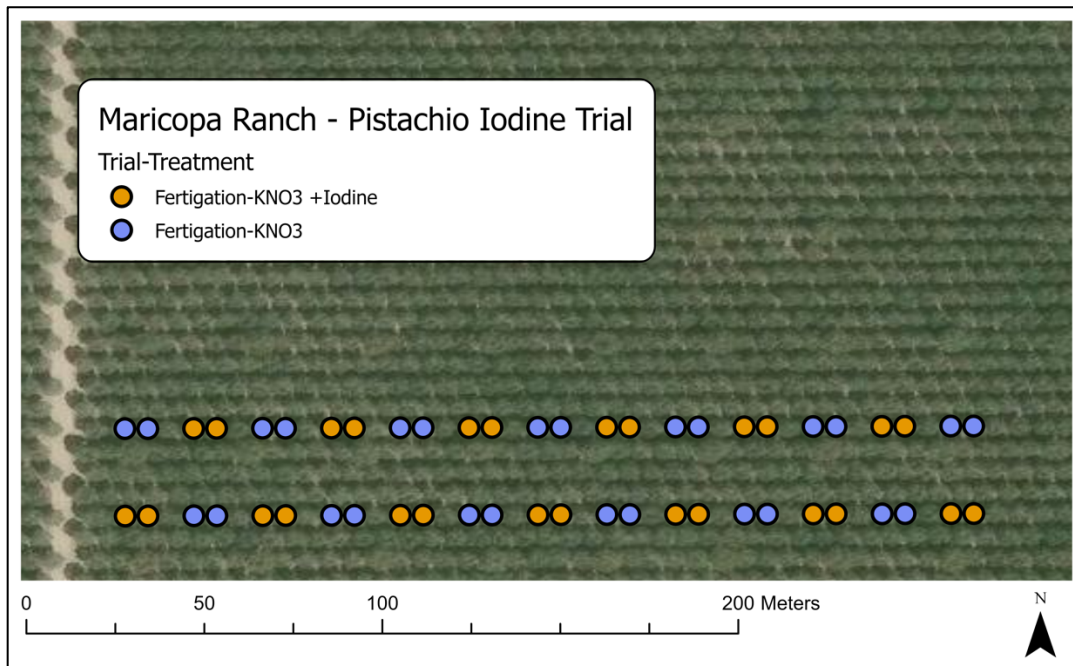 Maricopa Ranch - Pistachio Iodine Trial
Trial-Treatment
Fertigation-KNO3 +Iodine
Fertigation-KNO3
0 50 100 200 Meters
N